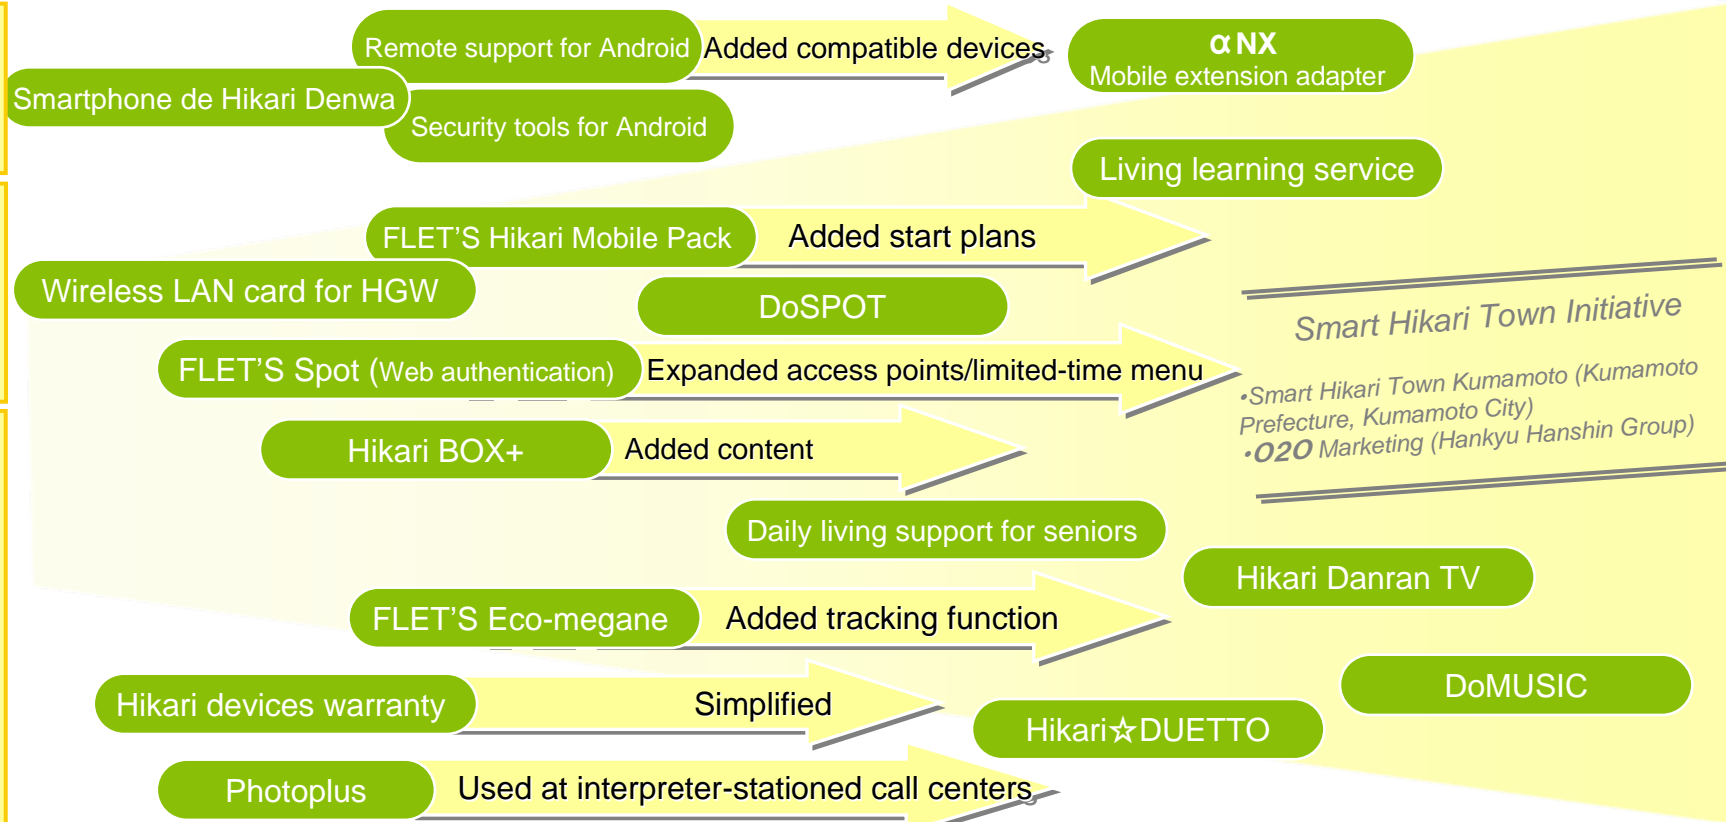 Remote support for Android
Added compatible devices
αNX
Mobile extension adapter
Smartphone de Hikari Denwa
Security tools for Android
Living learning service
FLET'S Hikari Mobile Pack
Added start plans
Wireless LAN card for HGW
DoSPOT
Smart Hikari Town Initiative
FLET'S Spot (Web authentication)
Expanded access points/limited-time menu
•Smart Hikari Town Kumamoto (Kumamoto
Prefecture, Kumamoto City)
•O2O Marketing (Hankyu Hanshin Group)
Hikari BOX+
Added content
Daily living support for seniors
Hikari Danran TV
FLET'S Eco-megane
Added tracking function
DoMUSIC
Hikari devices warranty
Simplified
Hikari☆DUETTO
Photoplus
Used at interpreter-stationed call centers